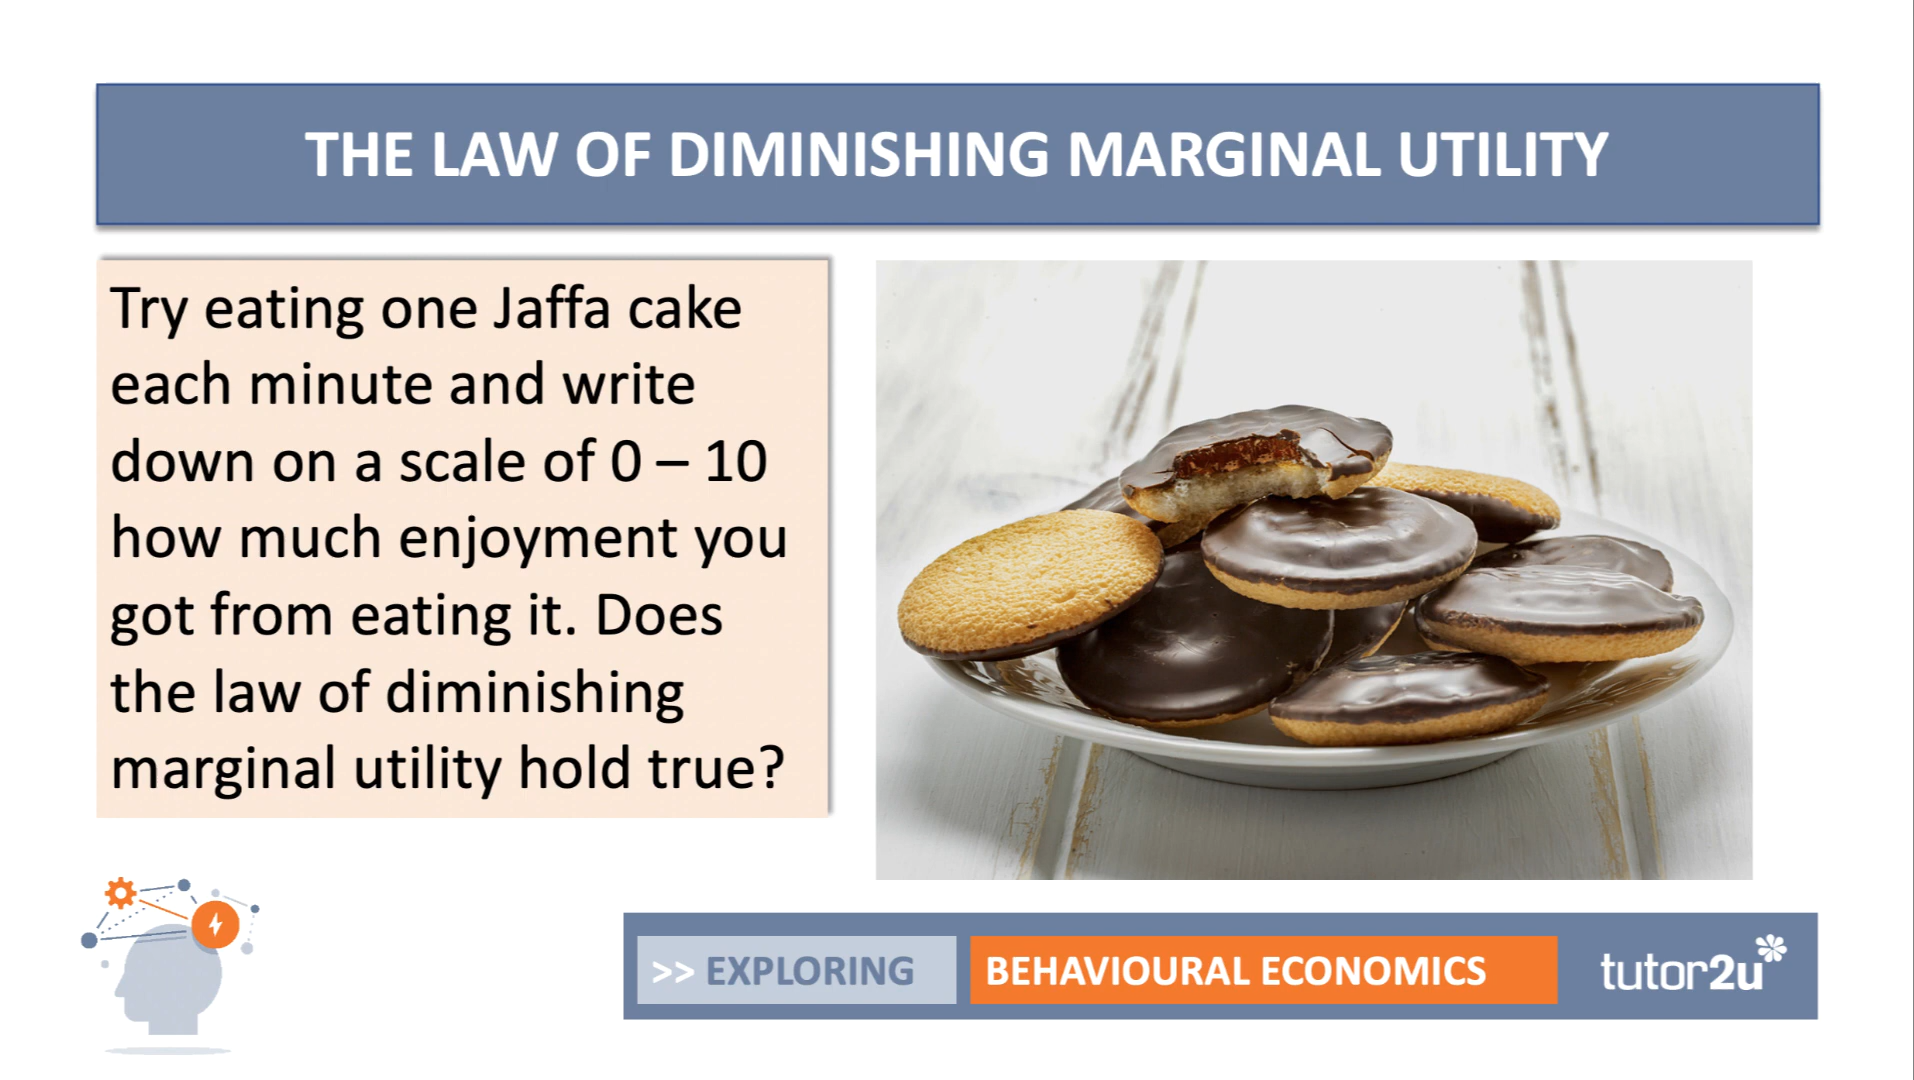 THE LAW OF DIMINISHING MARGINAL UTILITY
Try eating one Jaffa cake
each minute and write
down on a scale of 0 – 10
how much enjoyment you
got from eating it. Does
the law of diminishing
marginal utility hold true?
>> EXPLORING BEHAVIOURAL ECONOMICS tutor2u